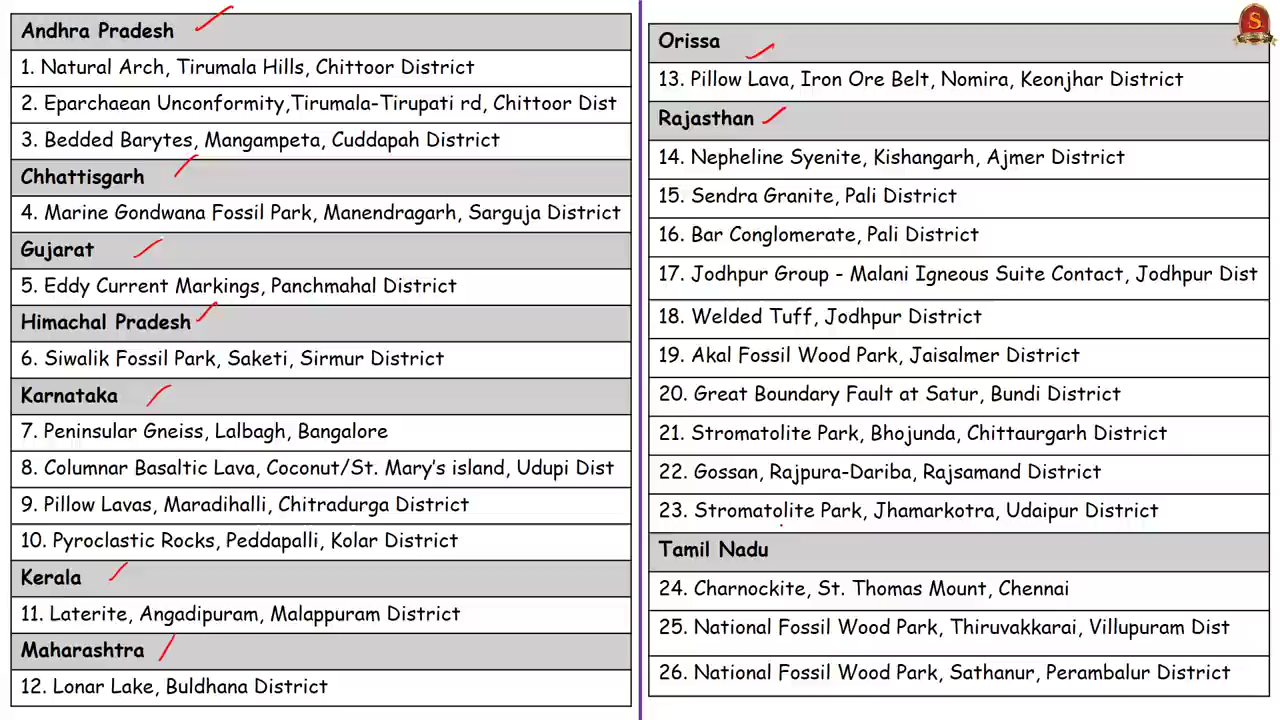 Andhra Pradesh
1. Natural Arch, Tirumala Hills, Chittoor District
2. Eparchaean Unconformity,Tirumala-Tirupati rd, Chittoor Dist
3. Bedded Barytes, Mangampeta, Cuddapah District
Chhattisgarh
4. Marine Gondwana Fossil Park, Manendragarh, Sarguja District
Gujarat
5. Eddy Current Markings, Panchmahal District
Himachal Pradesh
6. Siwalik Fossil Park, Saketi, Sirmur District
Karnataka
7. Peninsular Gneiss, Lalbagh, Bangalore
8. Columnar Basaltic Lava, Coconut/St. Mary's island, Udupi Dist
9. Pillow Lavas, Maradihalli, Chitradurga District
10. Pyroclastic Rocks, Peddapalli, Kolar District
Kerala
11. Laterite, Angadipuram, Malappuram District
Maharashtra
12. Lonar Lake, Buldhana District
Orissa
13. Pillow Lava, Iron Ore Belt, Nomira, Keonjhar District
Rajasthan
14. Nepheline Syenite, Kishangarh, Ajmer District
15. Sendra Granite, Pali District
16. Bar Conglomerate, Pali District
17. Jodhpur Group - Malani Igneous Suite Contact, Jodhpur Dist
18. Welded Tuff, Jodhpur District
19. Akal Fossil Wood Park, Jaisalmer District
20. Great Boundary Fault at Satur, Bundi District
21. Stromatolite Park, Bhojunda, Chittaurgarh District
22. Gossan, Rajpura-Dariba, Rajsamand District
23. Stromatolite Park, Jhamarkotra, Udaipur District
Tamil Nadu
24. Charnockite, St. Thomas Mount, Chennai
25. National Fossil Wood Park, Thiruvakkarai, Villupuram Dist
26. National Fossil Wood Park, Sathanur, Perambalur District
S